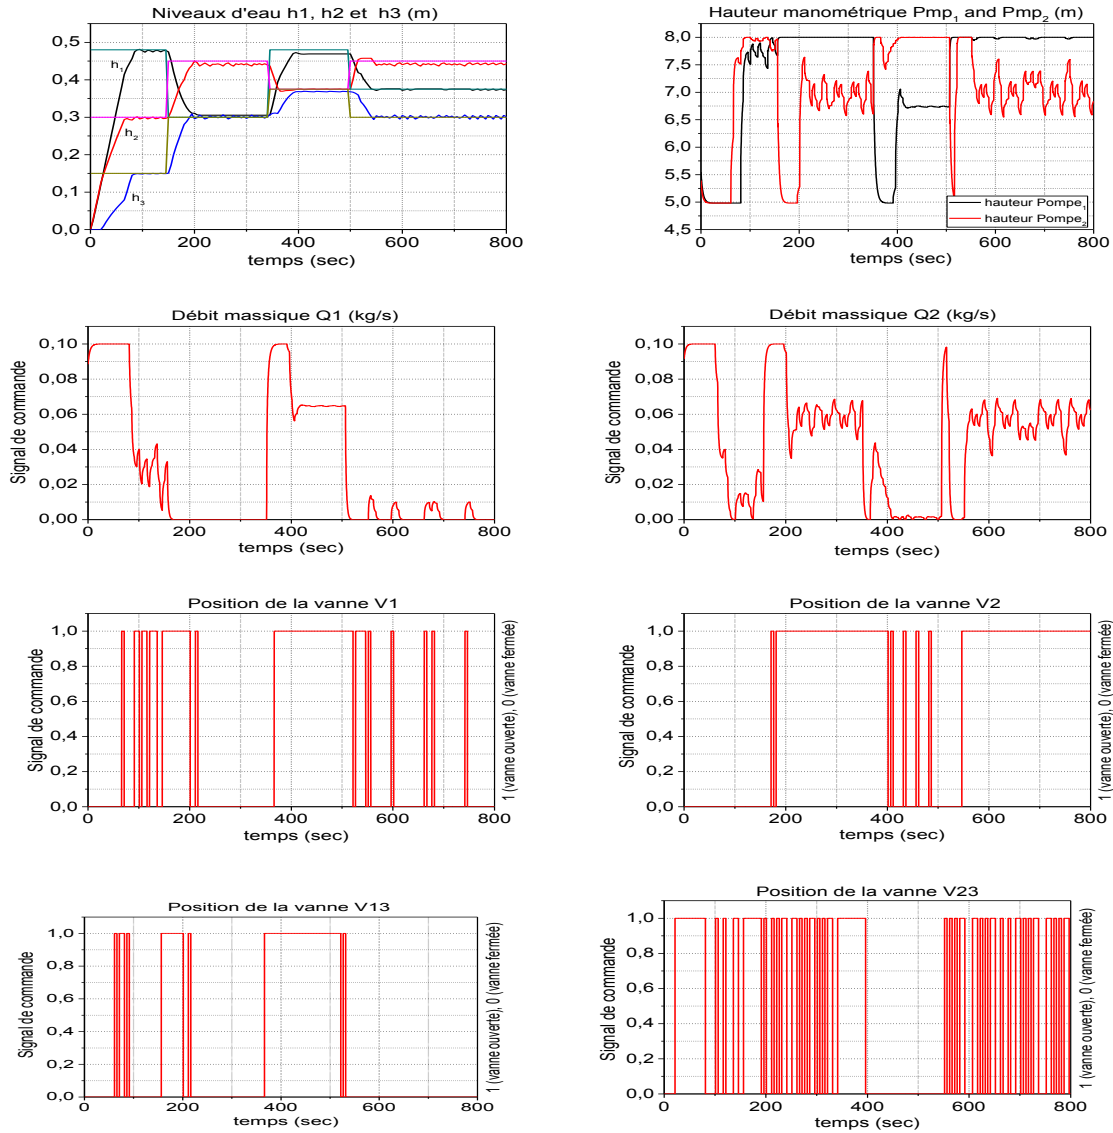 Niveaux d'eau h1, h2 et h3 (m)
0,5
0,4
0,3
0,2
0,1
0,0
h1
h2
h3
0 200 400 600 800
temps (sec)
Hauteur manométrique Pmp1 and Pmp2 (m)
8,0
7,5
7,0
6,5
6,0
5,5
5,0
4,5
hauteur Pompe1
hauteur Pompe2
0 200 400 600 800
temps (sec)
Débit massique Q1 (kg/s)
Signal de commande
0,10
0,08
0,06
0,04
0,02
0,00
0 200 400 600 800
temps (sec)
Débit massique Q2 (kg/s)
Signal de commande
0,10
0,08
0,06
0,04
0,02
0,00
0 200 400 600 800
temps (sec)
Position de la vanne V1
Signal de commande
1,0
0,8
0,6
0,4
0,2
0,0
0 200 400 600 800
temps (sec)
1 (vanne ouverte), 0 (vanne fermée)
Position de la vanne V2
Signal de commande
1,0
0,8
0,6
0,4
0,2
0,0
0 200 400 600 800
temps (sec)
1 (vanne ouverte), 0 (vanne fermée)
Position de la vanne V13
Signal de commande
1,0
0,8
0,6
0,4
0,2
0,0
0 200 400 600 800
temps (sec)
1 (vanne ouverte), 0 (vanne fermée)
Position de la vanne V23
Signal de commande
1,0
0,8
0,6
0,4
0,2
0,0
0 200 400 600 800
temps (sec)
1 (vanne ouverte), 0 (vanne fermée)